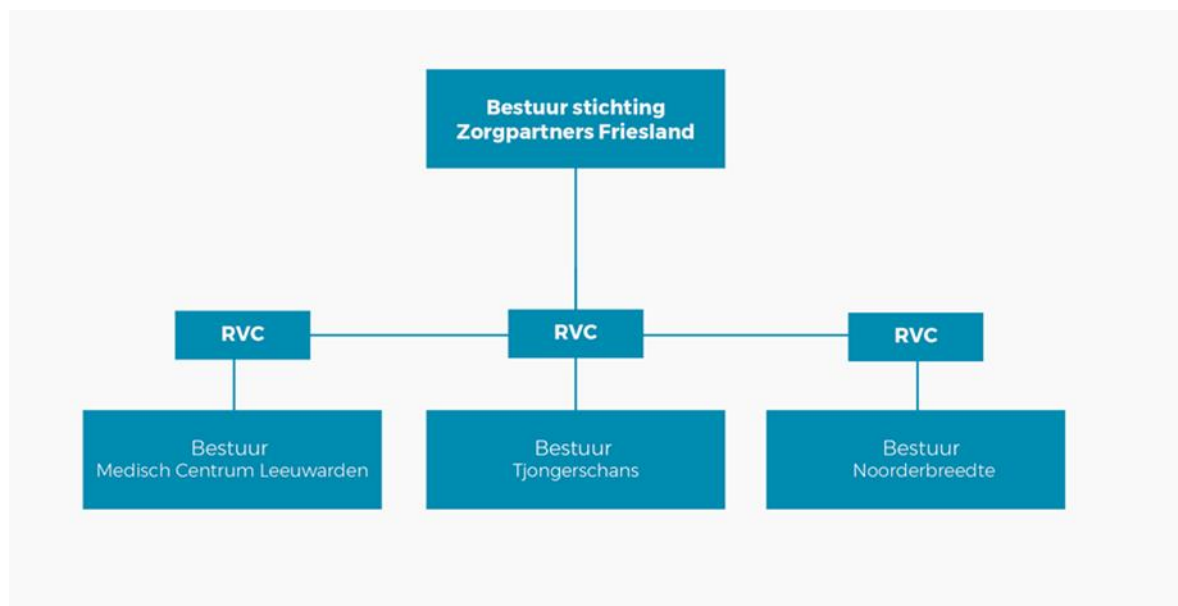 Bestuur stichting
Zorgpartners Friesland
RVC
RVC
RVC
Bestuur
Medisch Centrum Leeuwarden
Bestuur
Tjongerschans
Bestuur
Noorderbreedte